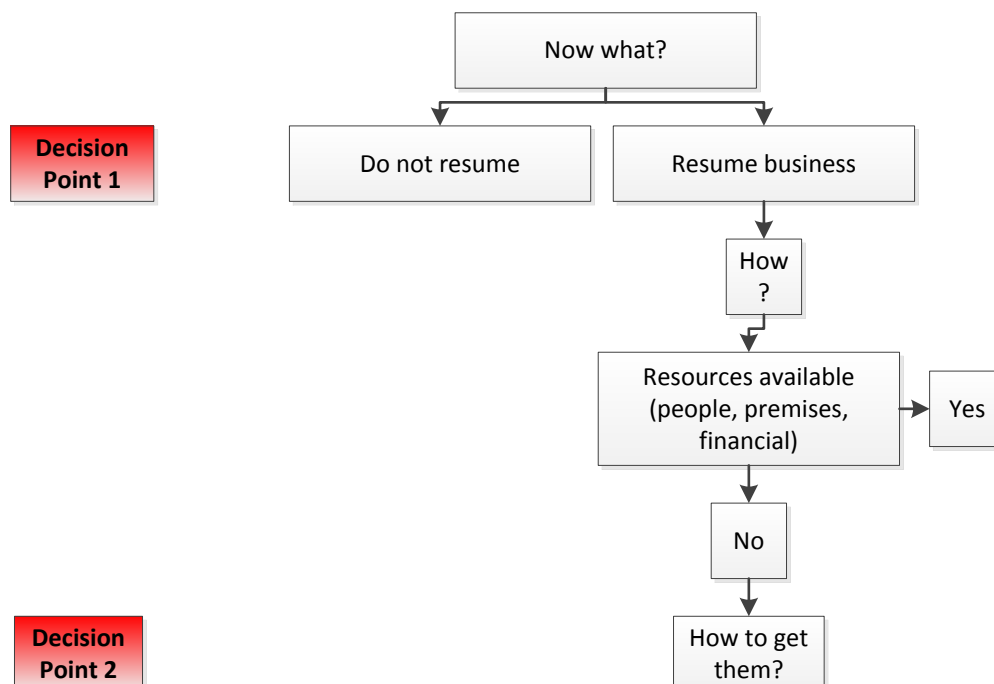 Now what?
Decision
Point 1
Do not resume
Resume business
How
?
Resources available
(people, premises,
financial)
Yes
No
Decision
Point 2
How to get
them?